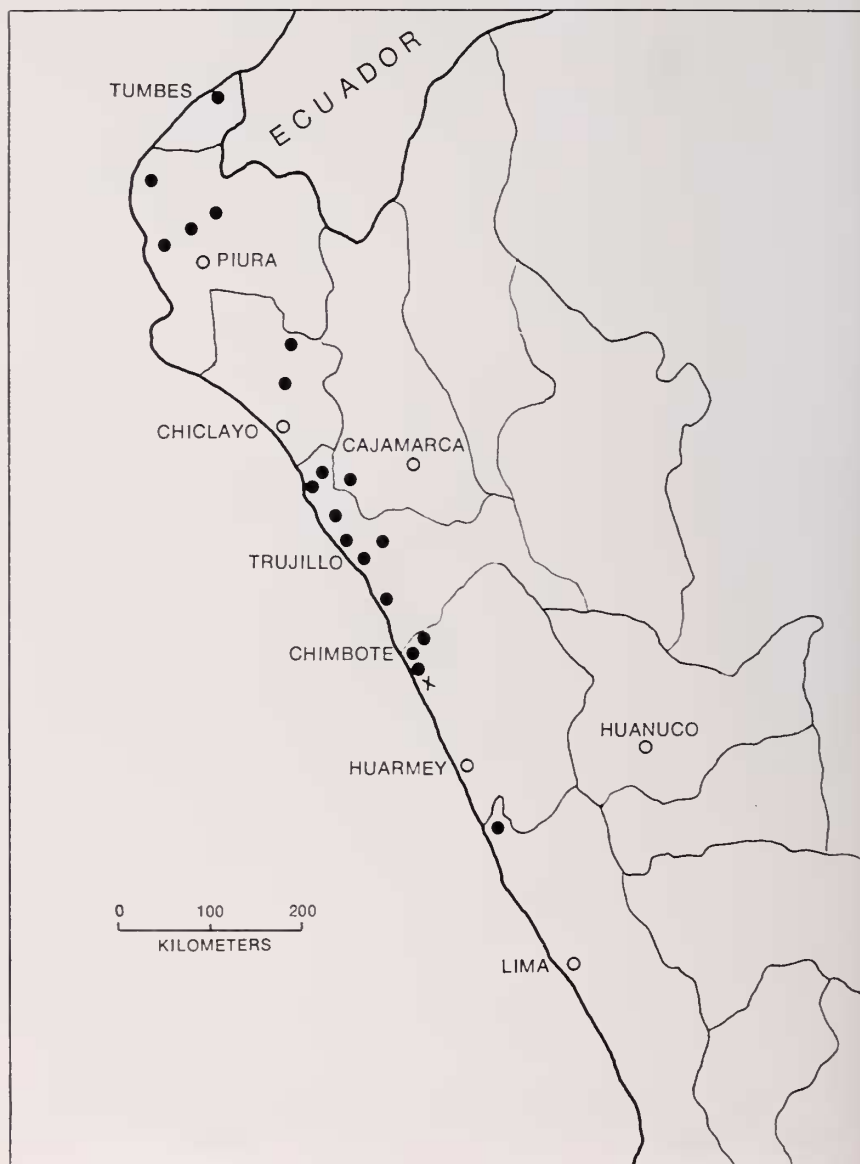 TUMBES
ECUADOR
PIURA
CHICLAYO
CAJAMARCA
TRUJILLO
CHIMBOTE
x
HUANUCO
HUARMEY
0 100 200
KILOMETERS
LIMA